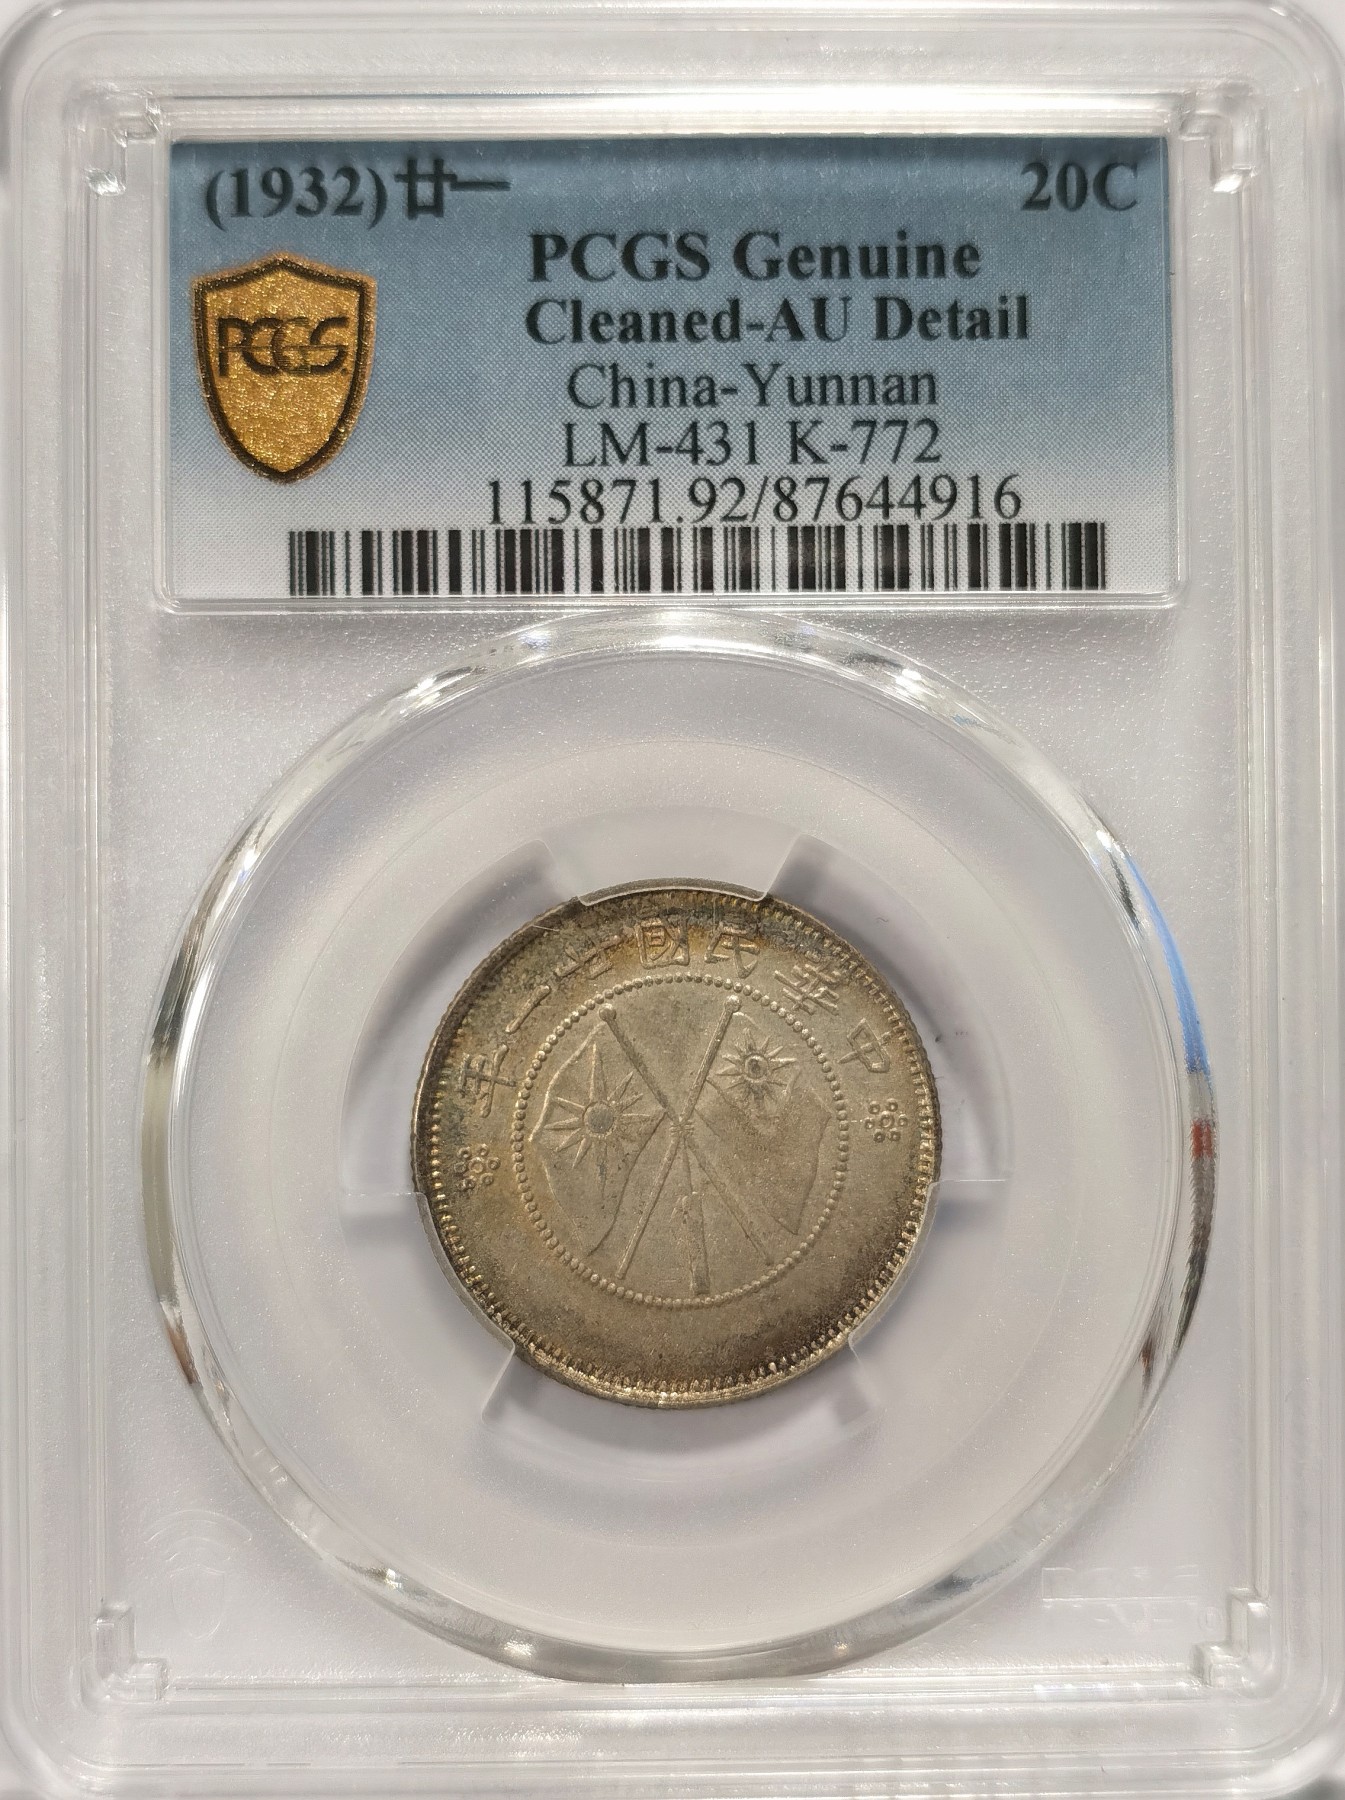 (1932)廿一 20C
PCGS Genuine
Cleaned-AU Detail
China-Yunnan
LM-431 K-772
115871.92/87644916
PCGS
中華民國廿一年